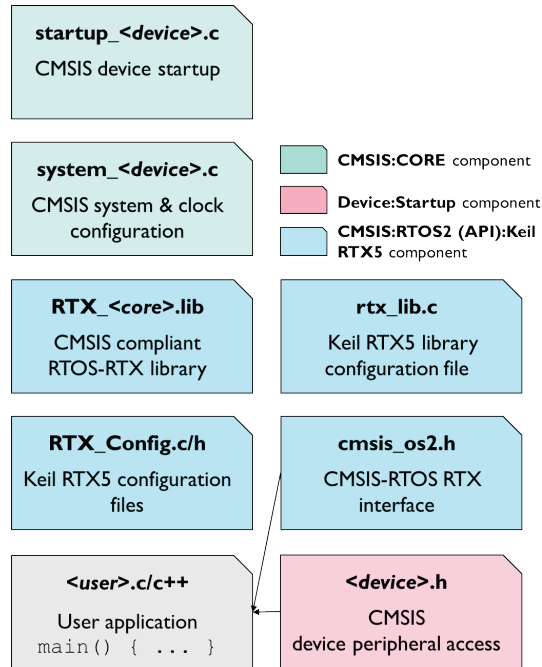 startup_<device>.c
CMSIS device startup
system_<device>.c
CMSIS system & clock
configuration
CMSIS:CORE component
Device:Startup component
CMSIS:RTOS2 (API):Keil
RTX5 component
RTX_<core>.lib
CMSIS compliant
RTOS-RTX library
rtx_lib.c
Keil RTX5 library
configuration file
RTX_Config.c/h
Keil RTX5 configuration
files
cmsis_os2.h
CMSIS-RTOS RTX
interface
<user>.c/c++
User application
main() { ... }
<device>.h
CMSIS
device peripheral access